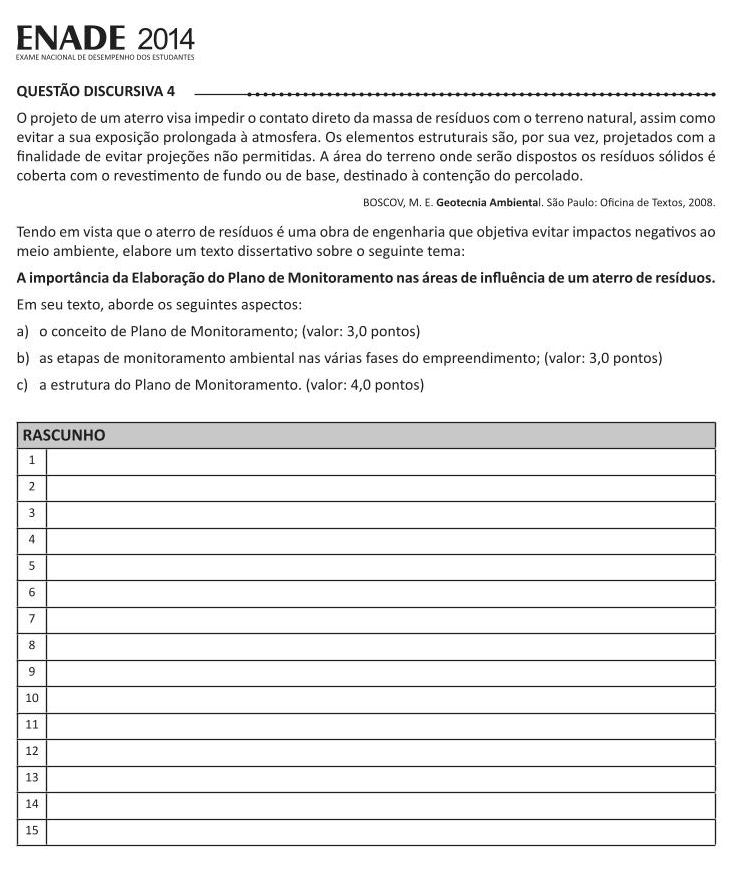 ENADE 2014
EXAME NACIONAL DE DESEMPENHO DOS ESTUDANTES
QUESTÃO DISCURSIVA 4
O projeto de um aterro visa impedir o contato direto da massa de resíduos com o terreno natural, assim como
evitar a sua exposição prolongada à atmosfera. Os elementos estruturais são, por sua vez, projetados com a
finalidade de evitar projeções não permitidas. A área do terreno onde serão dispostos os resíduos sólidos é
coberta com o revestimento de fundo ou de base, destinado à contenção do percolado.
BOSCOV, M. E. Geotecnia Ambiental. São Paulo: Oficina de Textos, 2008.
Tendo em vista que o aterro de resíduos é uma obra de engenharia que objetiva evitar impactos negativos ao
meio ambiente, elabore um texto dissertativo sobre o seguinte tema:
A importância da Elaboração do Plano de Monitoramento nas áreas de influência de um aterro de resíduos.
Em seu texto, aborde os seguintes aspectos:
a) o conceito de Plano de Monitoramento; (valor: 3,0 pontos)
b) as etapas de monitoramento ambiental nas várias fases do empreendimento; (valor: 3,0 pontos)
c) a estrutura do Plano de Monitoramento. (valor: 4,0 pontos)
RASCUNHO
1
2
3
4
5
6
7
8
9
10
11
12
13
14
15